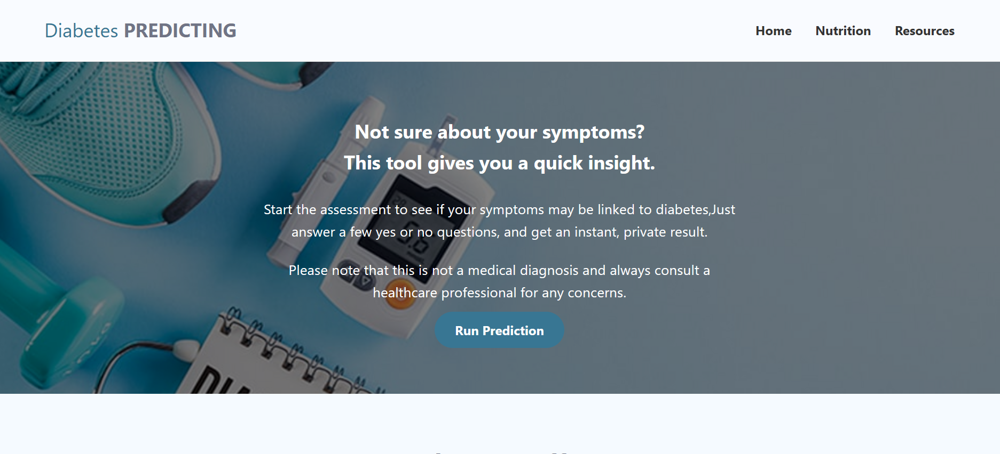 Diabetes PREDICTING
Home Nutrition Resources
Not sure about your symptoms?
This tool gives you a quick insight.
Start the assessment to see if your symptoms may be linked to diabetes,Just
answer a few yes or no questions, and get an instant, private result.
Please note that this is not a medical diagnosis and always consult a
healthcare professional for any concerns.
Run Prediction
5.6